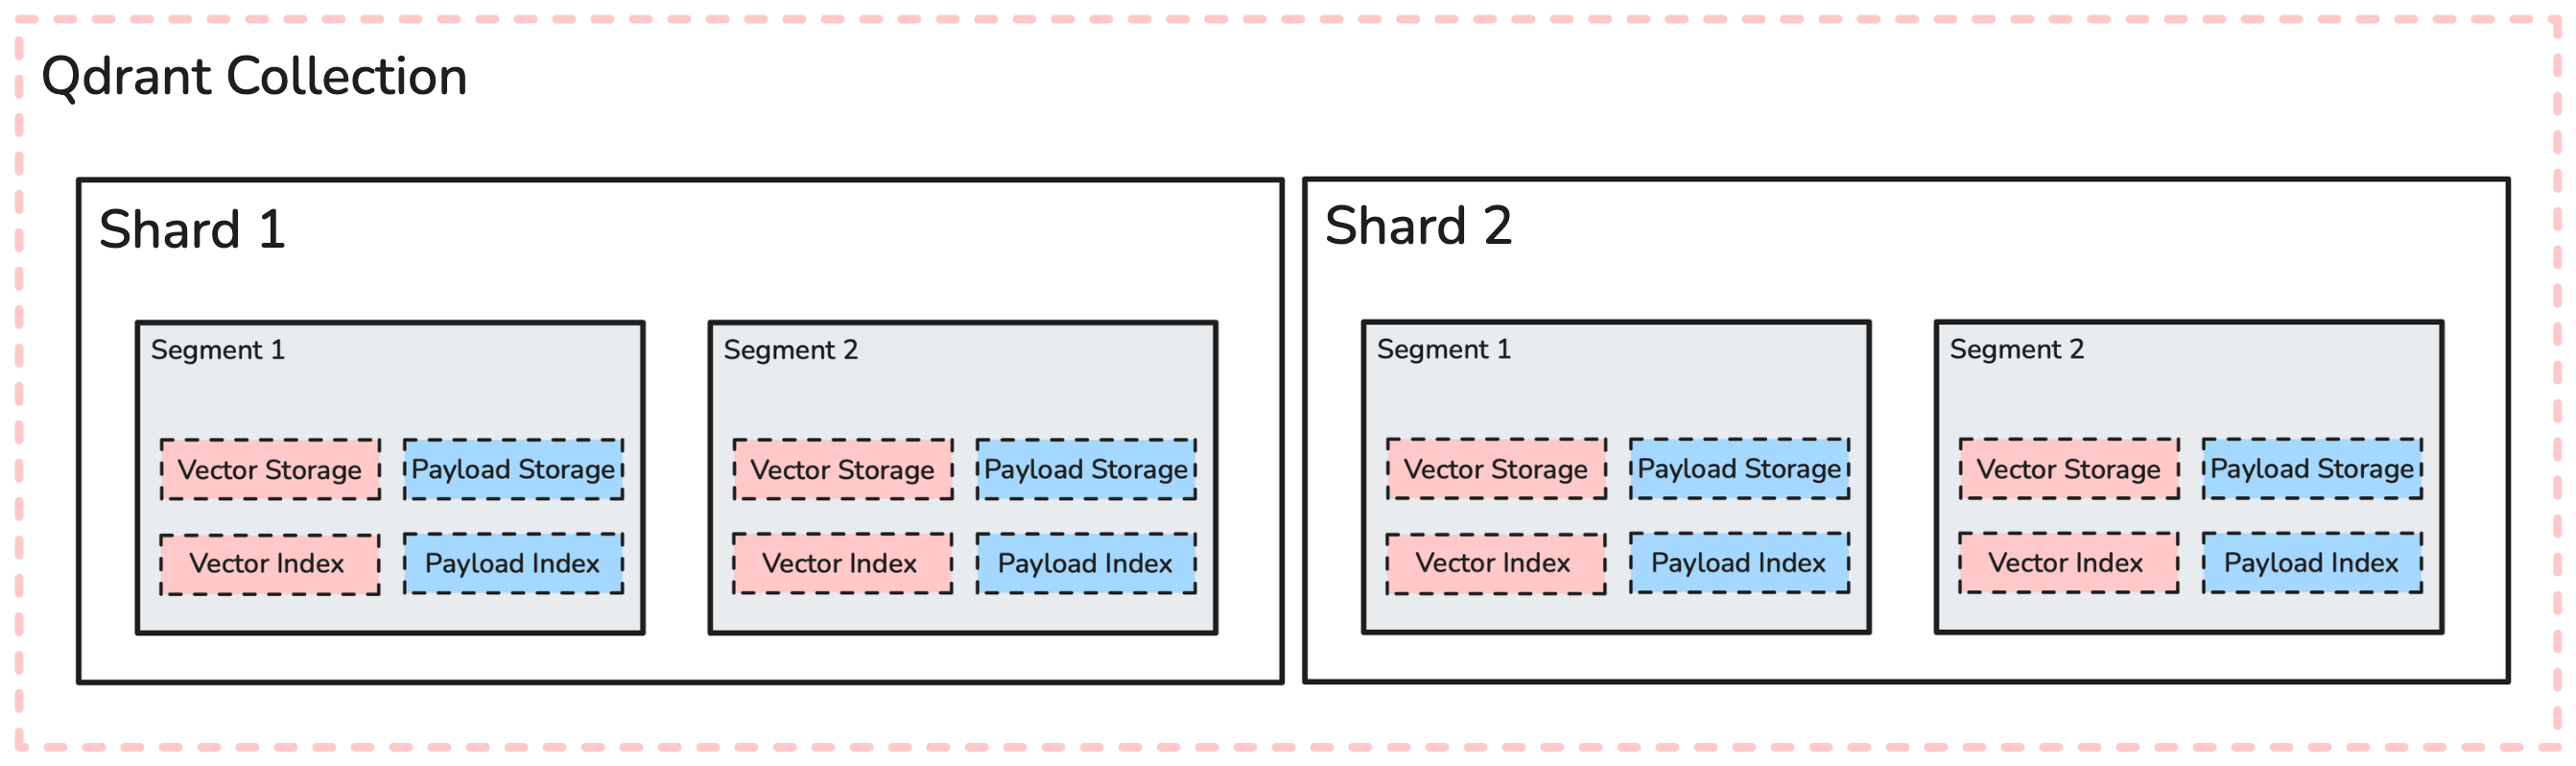 Qdrant Collection
Shard 1
Segment 1
Vector Storage
Payload Storage
Vector Index
Payload Index
Segment 2
Vector Storage
Payload Storage
Vector Index
Payload Index
Shard 2
Segment 1
Vector Storage
Payload Storage
Vector Index
Payload Index
Segment 2
Vector Storage
Payload Storage
Vector Index
Payload Index